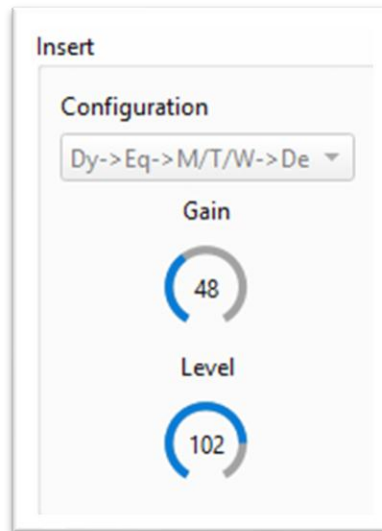 Insert
Configuration
Dy->Eq->M/T/W->De
Gain
48
Level
102